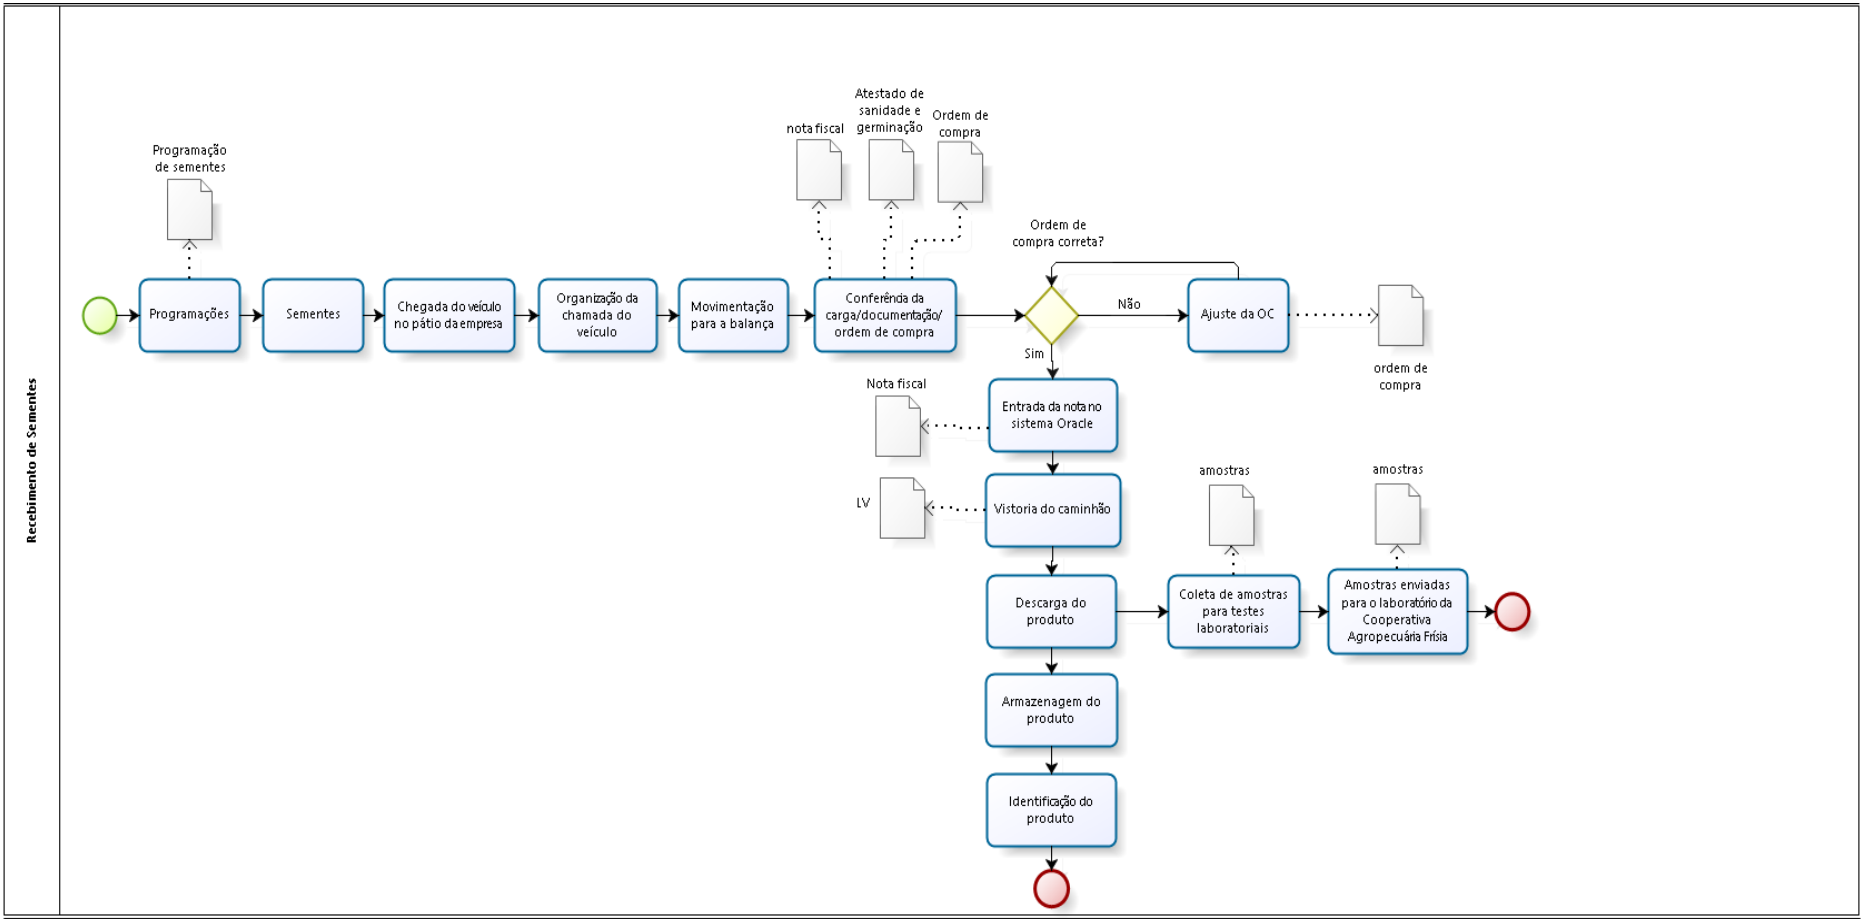 Recebimento de Sementes
Programação
de sementes
Programações
Sementes
Chegada do veículo
no pátio da empresa
Organização da
chamada do
veículo
Movimentação
para a balança
nota fiscal
Atestado de
sanidade e
germinação
Ordem de
compra
Conferência da
carga/documentação/
ordem de compra
Ordem de
compra correta?
Não
Sim
Ajuste da OC
ordem de
compra
Nota fiscal
Entrada da nota no
sistema Oracle
LV
Vistoria do caminhão
Descarga do
produto
amostras
Coleta de amostras
para testes
laboratoriais
amostras
Amostras enviadas
para o laboratório da
Cooperativa
Agropecuária Frísia
Armazenagem do
produto
Identificação do
produto